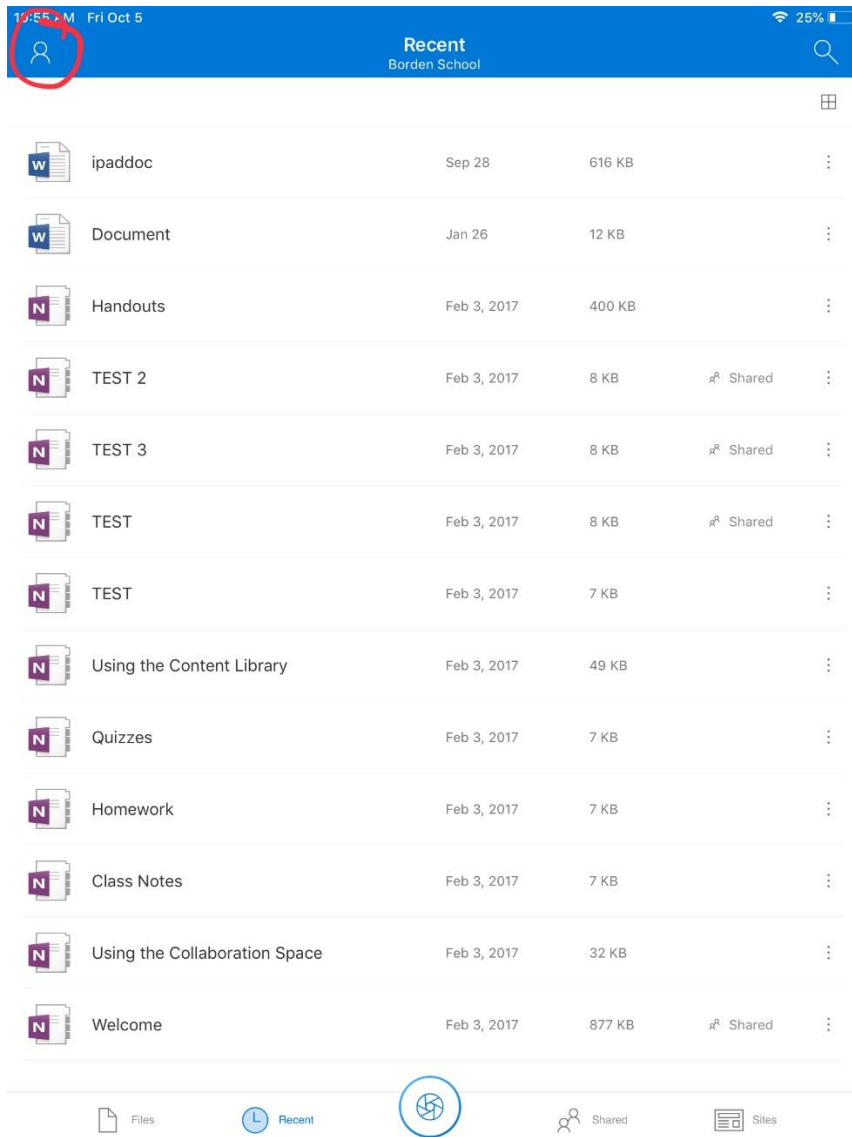 10:55 AM Fri Oct 5 25%
Recent
Borden School
W ipaddoc Sep 28 616 KB
W Document Jan 26 12 KB
N Handouts Feb 3, 2017 400 KB
N TEST 2 Feb 3, 2017 8 KB Shared
N TEST 3 Feb 3, 2017 8 KB Shared
N TEST Feb 3, 2017 8 KB Shared
N TEST Feb 3, 2017 7 KB
N Using the Content Library Feb 3, 2017 49 KB
N Quizzes Feb 3, 2017 7 KB
N Homework Feb 3, 2017 7 KB
N Class Notes Feb 3, 2017 7 KB
N Using the Collaboration Space Feb 3, 2017 32 KB
N Welcome Feb 3, 2017 877 KB Shared
Files Recent Shared Sites